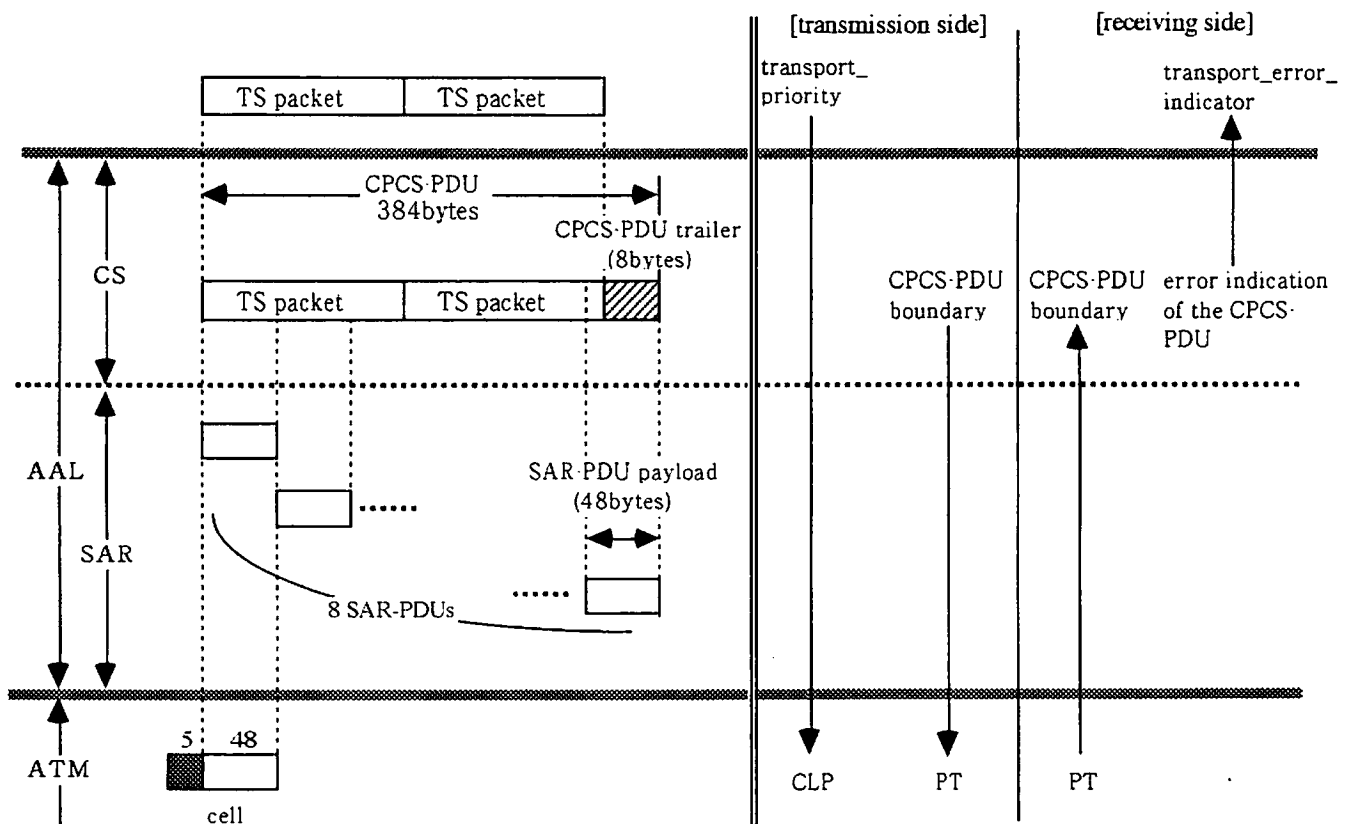 [transmission side]
[receiving side]
transport_
priority
transport_error_
indicator
TS packet
TS packet
CPCS·PDU
384bytes
CPCS·PDU trailer
(8bytes)
CS
TS packet
TS packet
CPCS·PDU
boundary
CPCS·PDU
boundary
error indication
of the CPCS·
PDU
AAL
SAR
SAR·PDU payload
(48bytes)
8 SAR-PDUs
ATM
5
48
cell
CLP
PT
PT